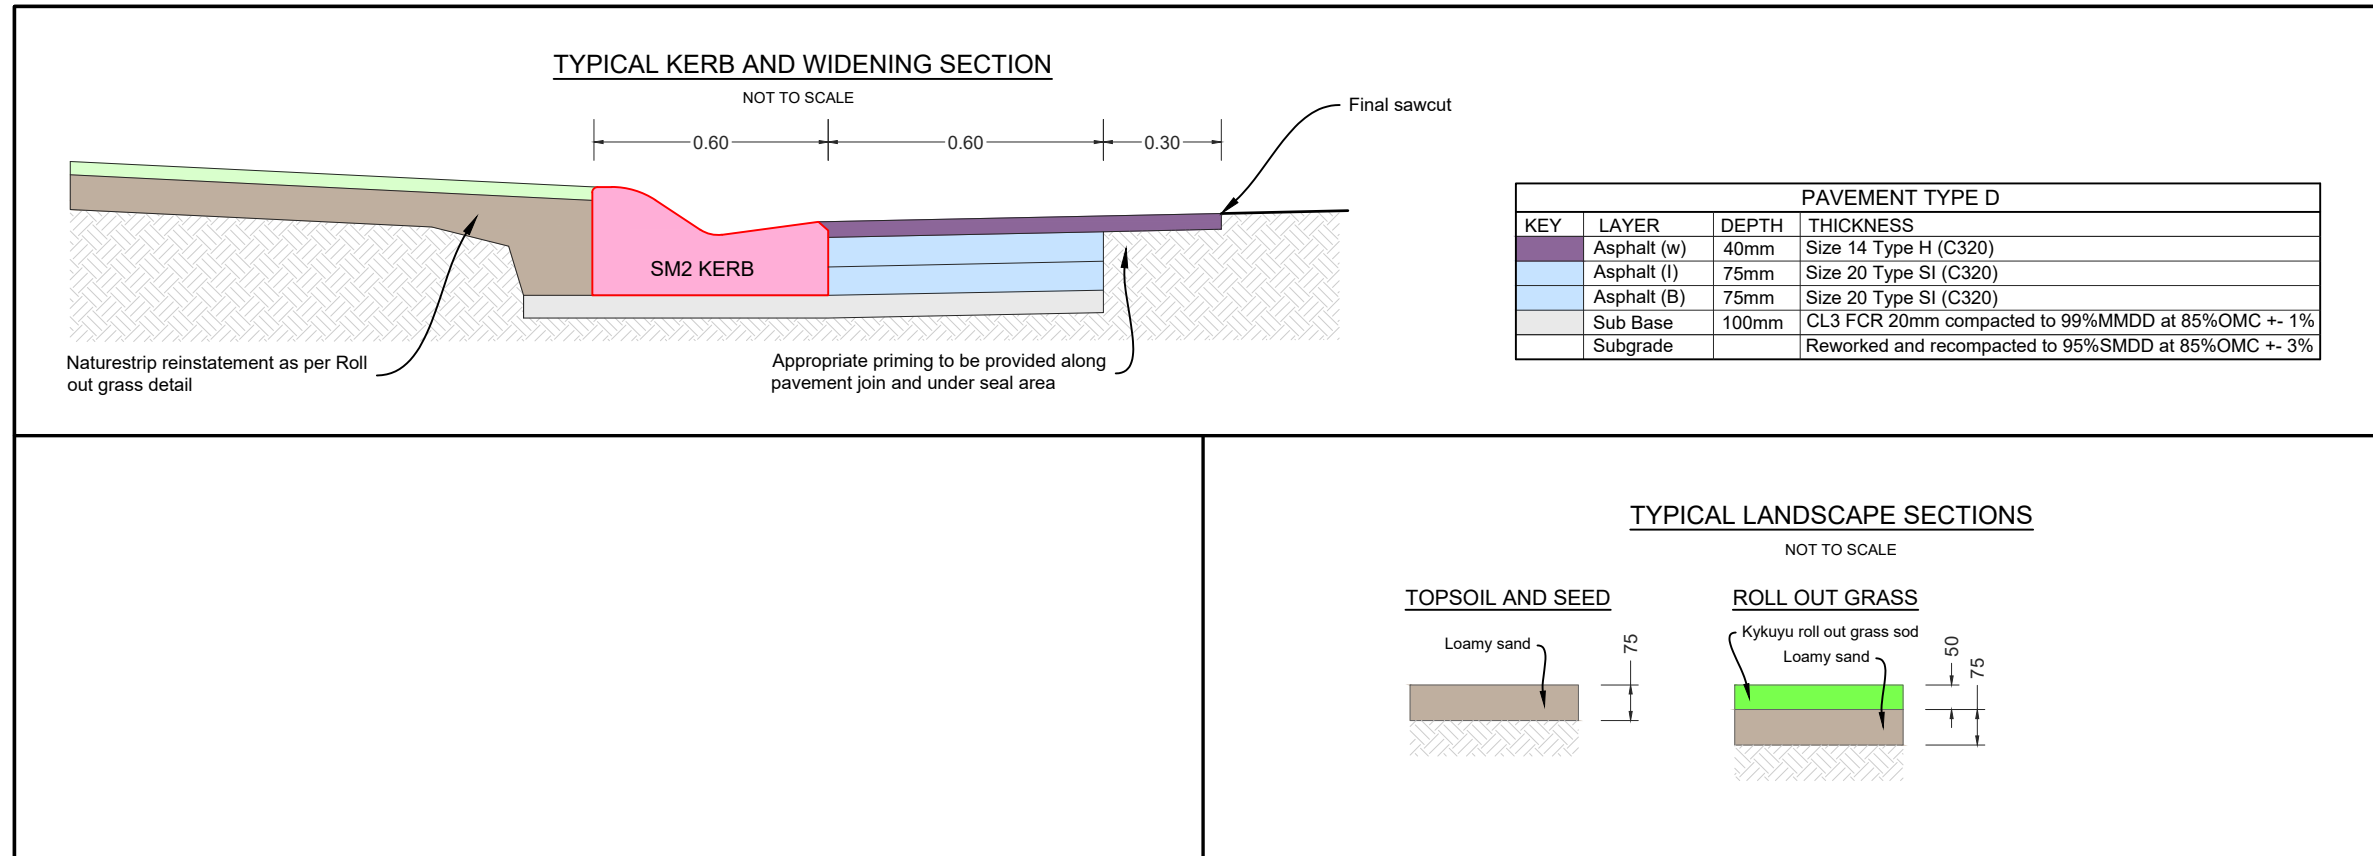 TYPICAL KERB AND WIDENING SECTION
NOT TO SCALE
Final sawcut
0.60
0.60
0.30
SM2 KERB
Naturestrip reinstatement as per Roll
out grass detail
Appropriate priming to be provided along
pavement join and under seal area
PAVEMENT TYPE D
KEY LAYER DEPTH THICKNESS
Asphalt (w) 40mm Size 14 Type H (C320)
Asphalt (I) 75mm Size 20 Type SI (C320)
Asphalt (B) 75mm Size 20 Type SI (C320)
Sub Base 100mm CL3 FCR 20mm compacted to 99%MMDD at 85%OMC +- 1%
Subgrade Reworked and recompacted to 95%SMDD at 85%OMC +- 3%
TYPICAL LANDSCAPE SECTIONS
NOT TO SCALE
TOPSOIL AND SEED
Loamy sand
75
ROLL OUT GRASS
Kykuyu roll out grass sod
Loamy sand
50
75